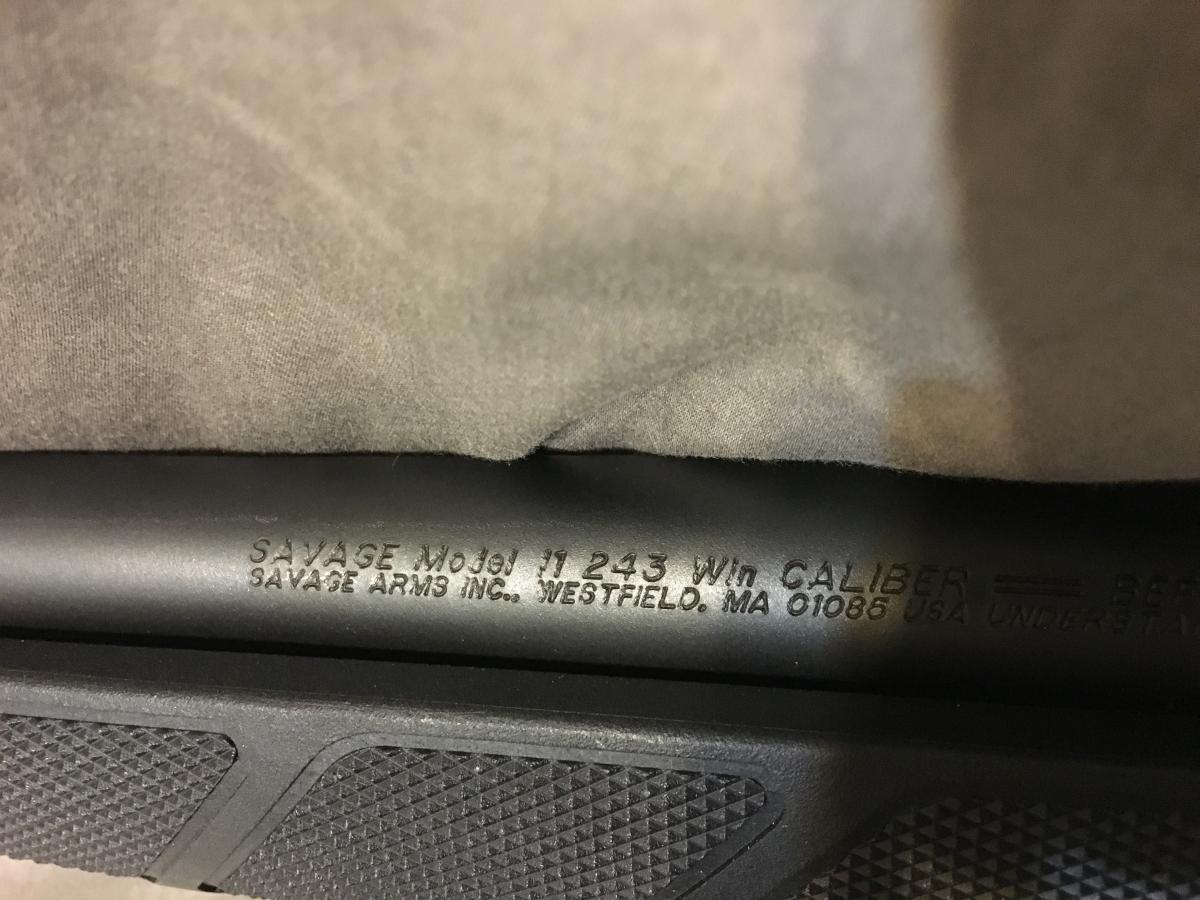 SAVAGE Model 11 243 Win CALIBER
SAVAGE ARMS INC., WESTFIELD. MA 01085 USA